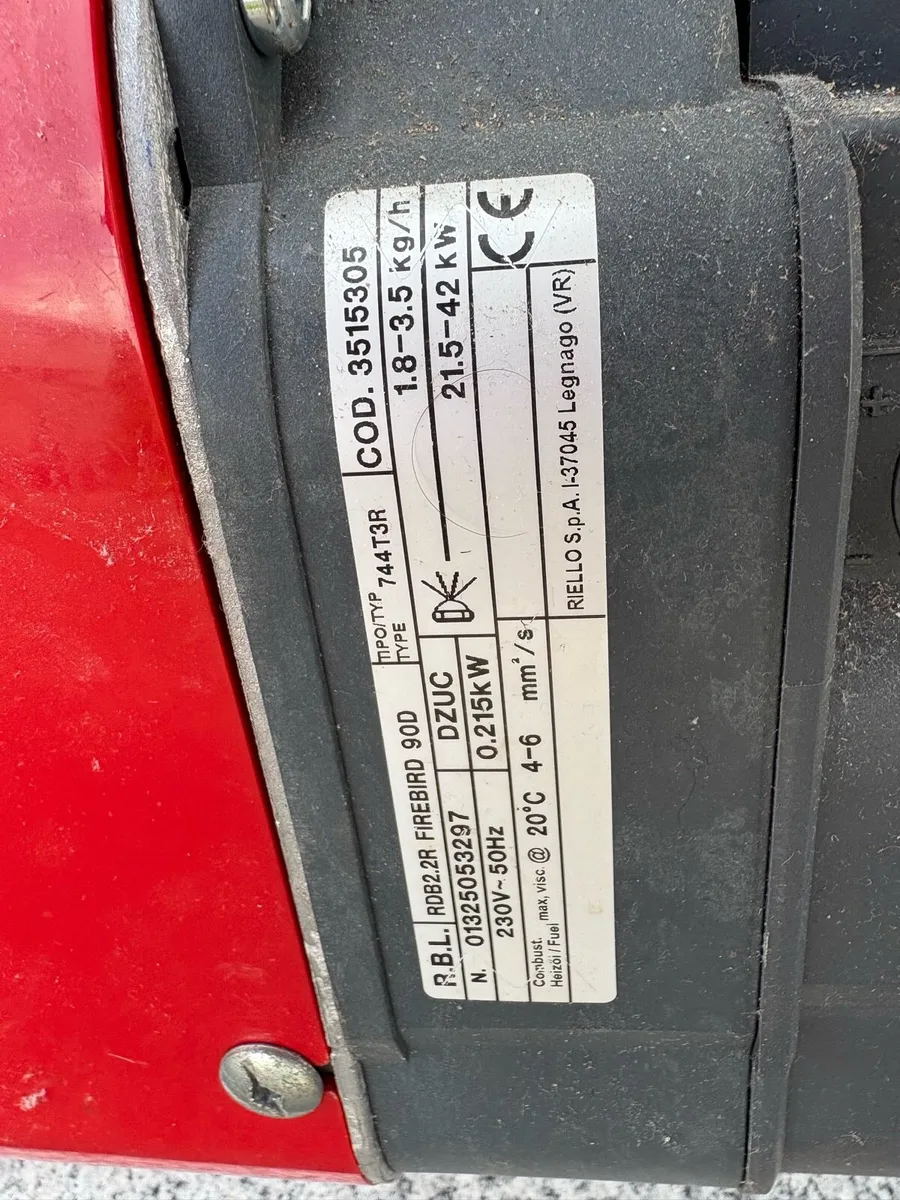 R.B.L. RDB2.2R FIREBIRD 90D
TIPO/TYP
TYPE 744T3R
COD. 3515305
N. 01325053297
DZUC
1.8-3.5 kg/h
230V~50Hz
0.215kW
21.5-42 kW
Combust.
Heizöl / Fuel max, visc. @ 20°C 4-6 mm²/s
CE
RIELLO S.p.A. I-37045 Legnago (VR)